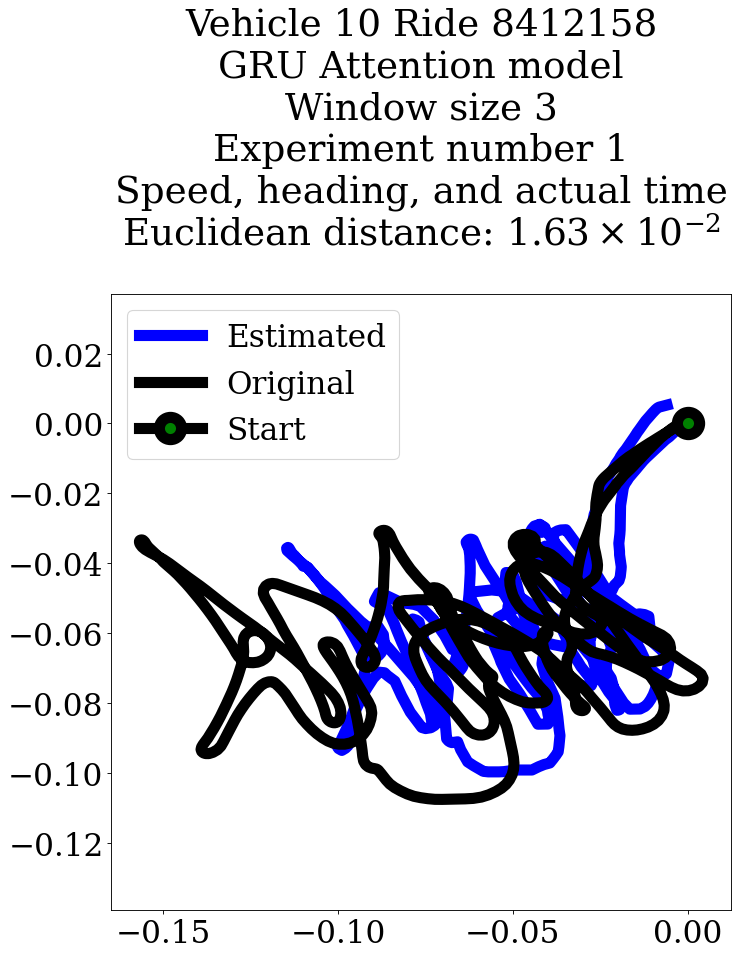 Vehicle 10 Ride 8412158
GRU Attention model
Window size 3
Experiment number 1
Speed, heading, and actual time
Euclidean distance: 1.63 × 10⁻²
Estimated
Original
Start
0.02
0.00
−0.02
−0.04
−0.06
−0.08
−0.10
−0.12
−0.15
−0.10
−0.05
0.00